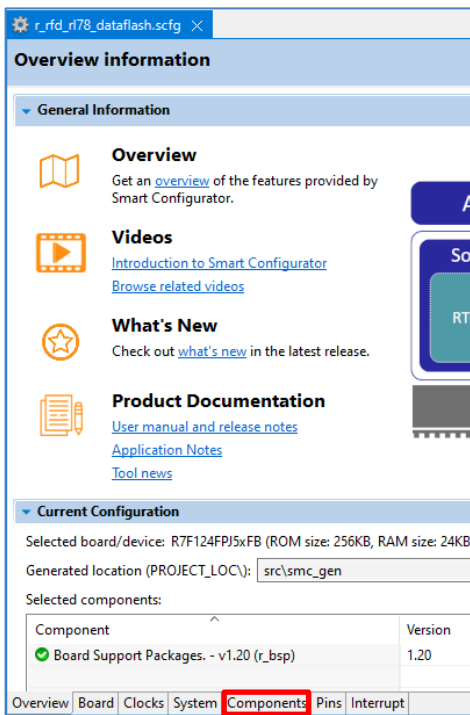 r_rfd_rl78_dataflash.scfg
Overview information
General Information
Overview
Get an overview of the features provided by
Smart Configurator.
Videos
Introduction to Smart Configurator
Browse related videos
What's New
Check out what's new in the latest release.
Product Documentation
User manual and release notes
Application Notes
Tool news
A
So
RT
Current Configuration
Selected board/device: R7F124FPJ5xFB (ROM size: 256KB, RAM size: 24KB
Generated location (PROJECT_LOC\): src\smc_gen
Selected components:
Component Version
Board Support Packages. - v1.20 (r_bsp) 1.20
Overview Board Clocks System Components Pins Interrupt